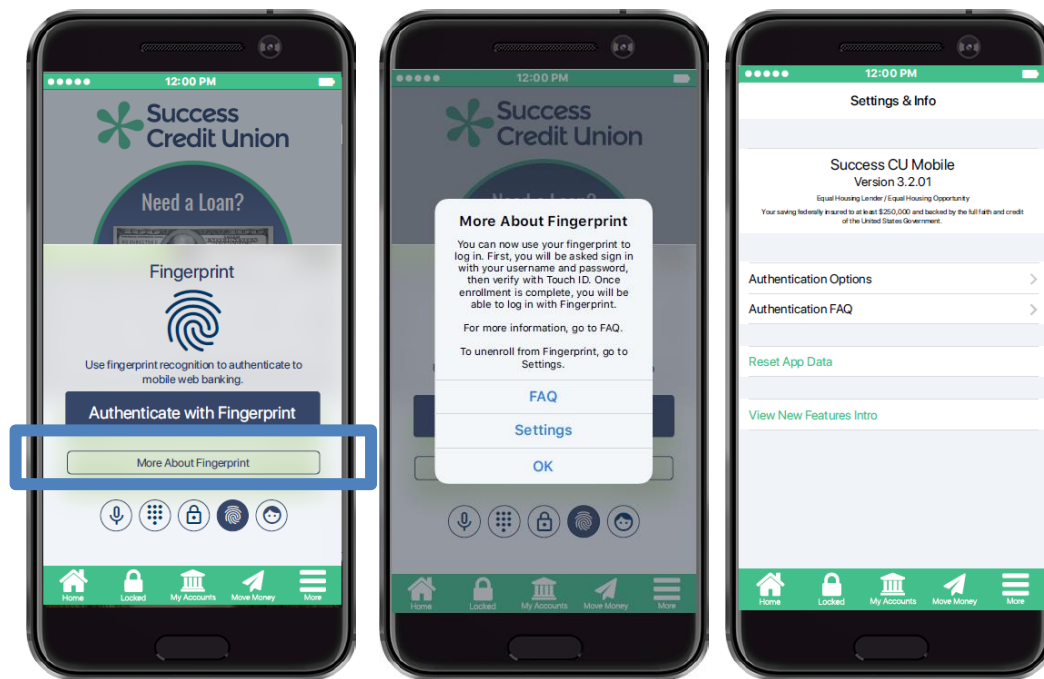 12:00 PM
Success
Credit Union
Need a Loan?
Fingerprint
Use fingerprint recognition to authenticate to
mobile web banking.
Authenticate with Fingerprint
More About Fingerprint
Home
Locked
My Accounts
Move Money
More
12:00 PM
Success
Credit Union
Need a Loan?
More About Fingerprint
You can now use your fingerprint to
log in. First, you will be asked sign in
with your username and password,
then verify with Touch ID. Once
enrollment is complete, you will be
able to log in with Fingerprint.
For more information, go to FAQ.
To unenroll from Fingerprint, go to
Settings.
FAQ
Settings
OK
Home
Locked
My Accounts
Move Money
More
12:00 PM
Settings & Info
Success CU Mobile
Version 3.2.01
Equal Housing Lender / Equal Housing Opportunity
Your saving federally insured to at least $250,000 and backed by the full faith and credit
of the United States Government.
Authentication Options
Authentication FAQ
Reset App Data
View New Features Intro
Home
Locked
My Accounts
Move Money
More